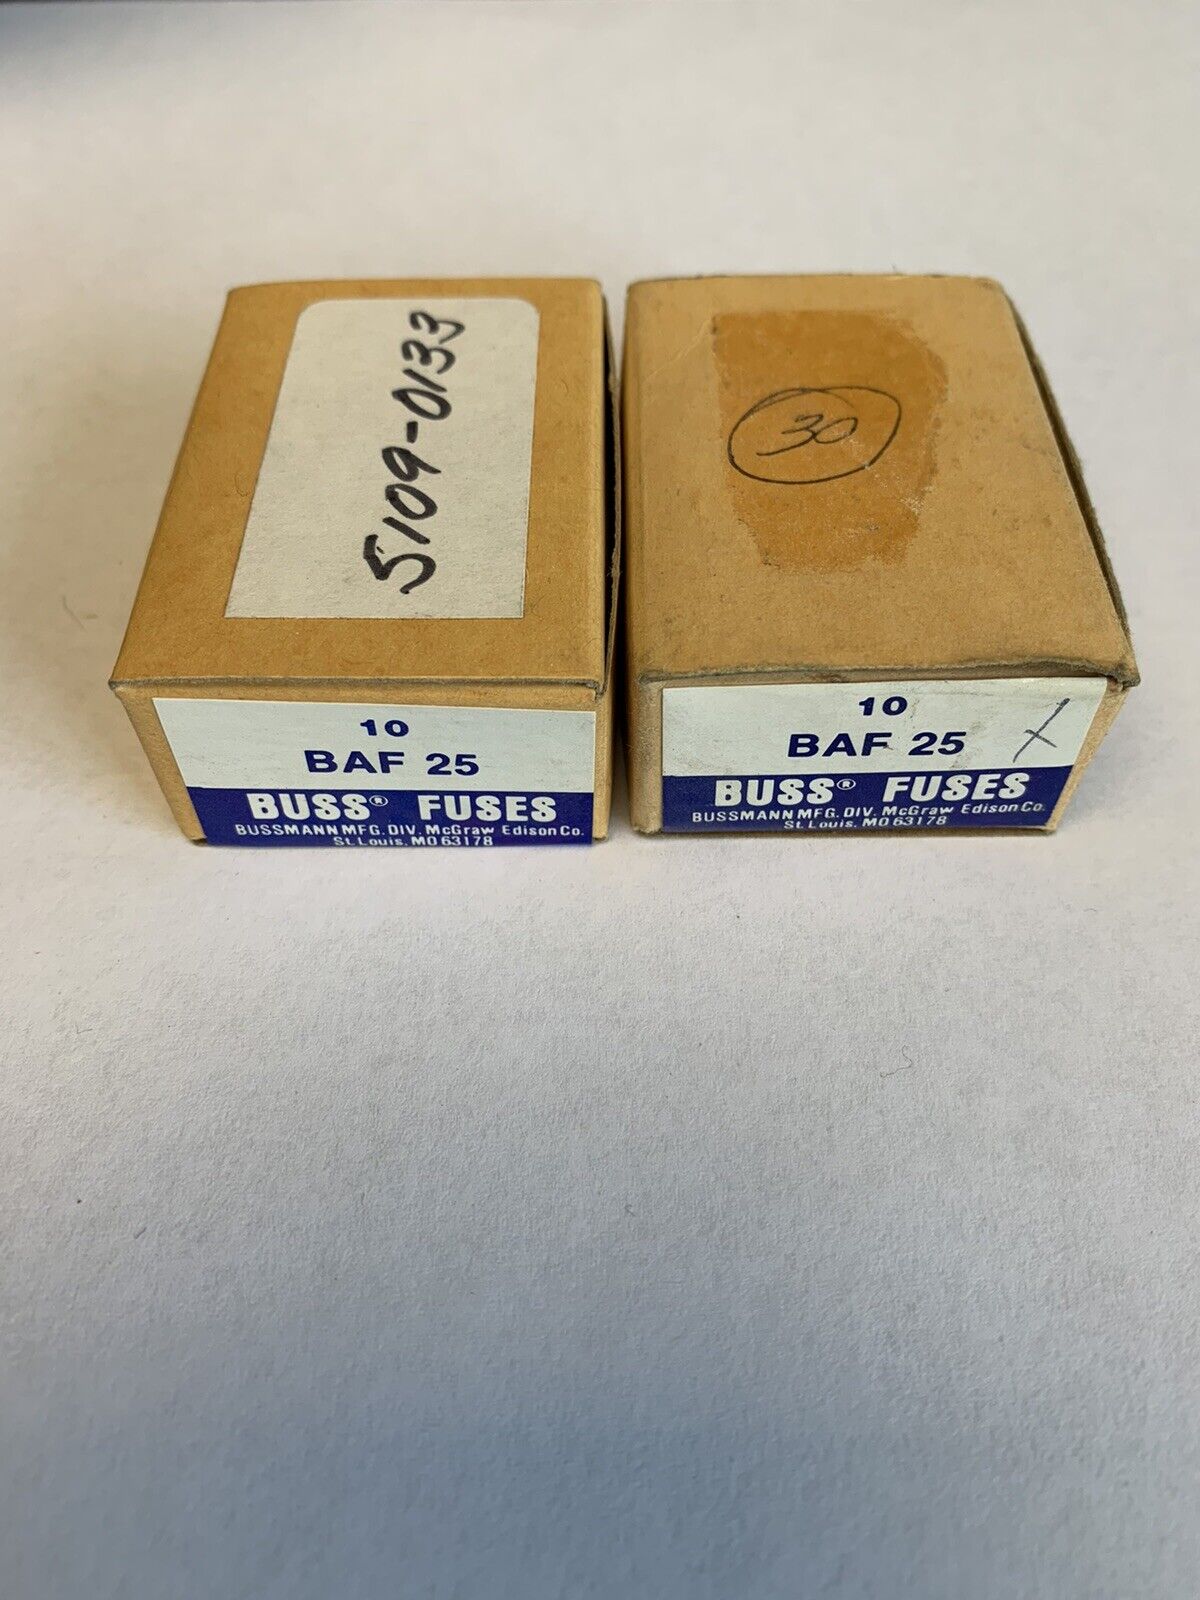 5109-0133
10
BAF 25
BUSS® FUSES
BUSSMANN MFG. DIV. McGraw Edison Co.
St. Louis, MO 63178
30
10
BAF 25 X
BUSS® FUSES
BUSSMANN MFG. DIV. McGraw Edison Co.
St. Louis, MO 63178